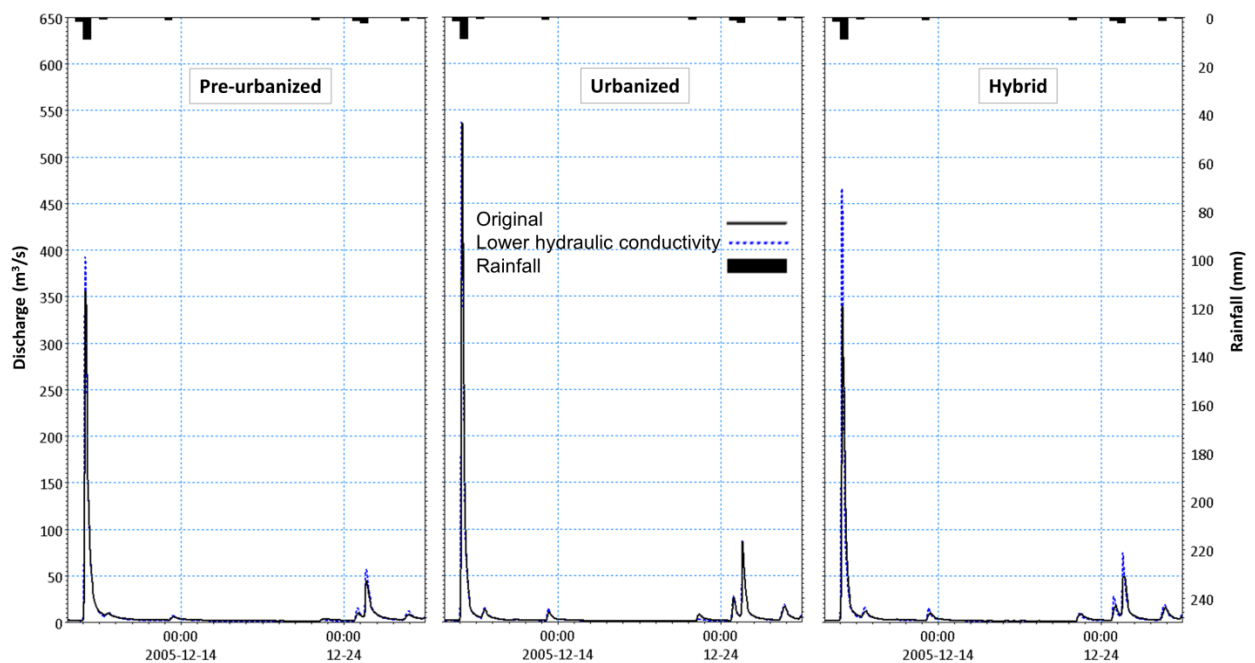 650
600
550
500
450
400
350
300
250
200
150
100
50
0
Discharge (m³/s)
Pre-urbanized
Urbanized
Hybrid
Original
Lower hydraulic conductivity
Rainfall
0
20
40
60
80
100
120
140
160
180
200
220
240
Rainfall (mm)
00:00 00:00 00:00 00:00 00:00 00:00
2005-12-14 12-24 2005-12-14 12-24 2005-12-14 12-24